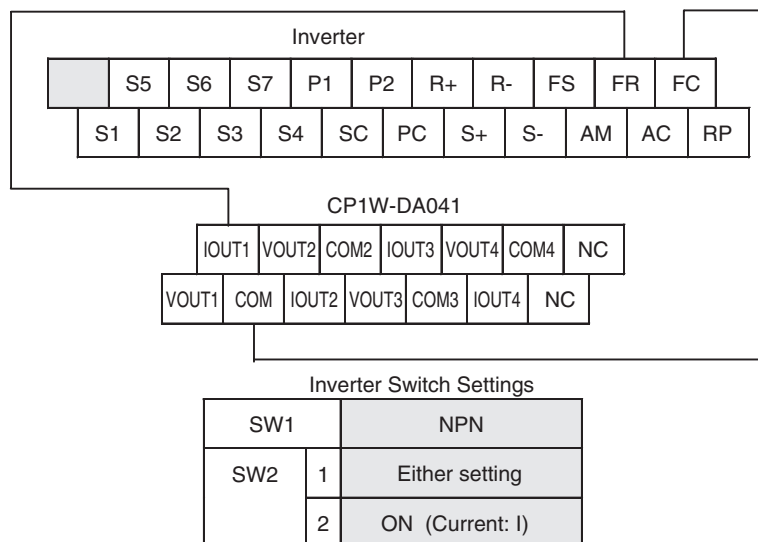 Inverter
S5 S6 S7 P1 P2 R+ R- FS FR FC
S1 S2 S3 S4 SC PC S+ S- AM AC RP
CP1W-DA041
IOUT1 VOUT2 COM2 IOUT3 VOUT4 COM4 NC
VOUT1 COM IOUT2 VOUT3 COM3 IOUT4 NC
Inverter Switch Settings
SW1 NPN
SW2 1 Either setting
2 ON (Current: I)